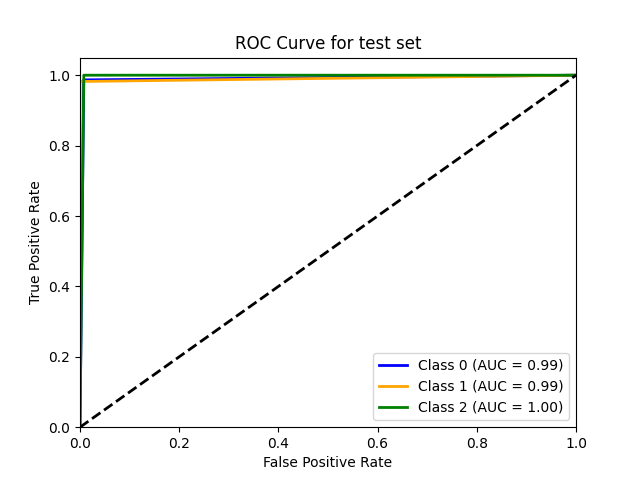 ROC Curve for test set
True Positive Rate
1.0
0.8
0.6
0.4
0.2
0.0
Class 0 (AUC = 0.99)
Class 1 (AUC = 0.99)
Class 2 (AUC = 1.00)
0.0 0.2 0.4 0.6 0.8 1.0
False Positive Rate